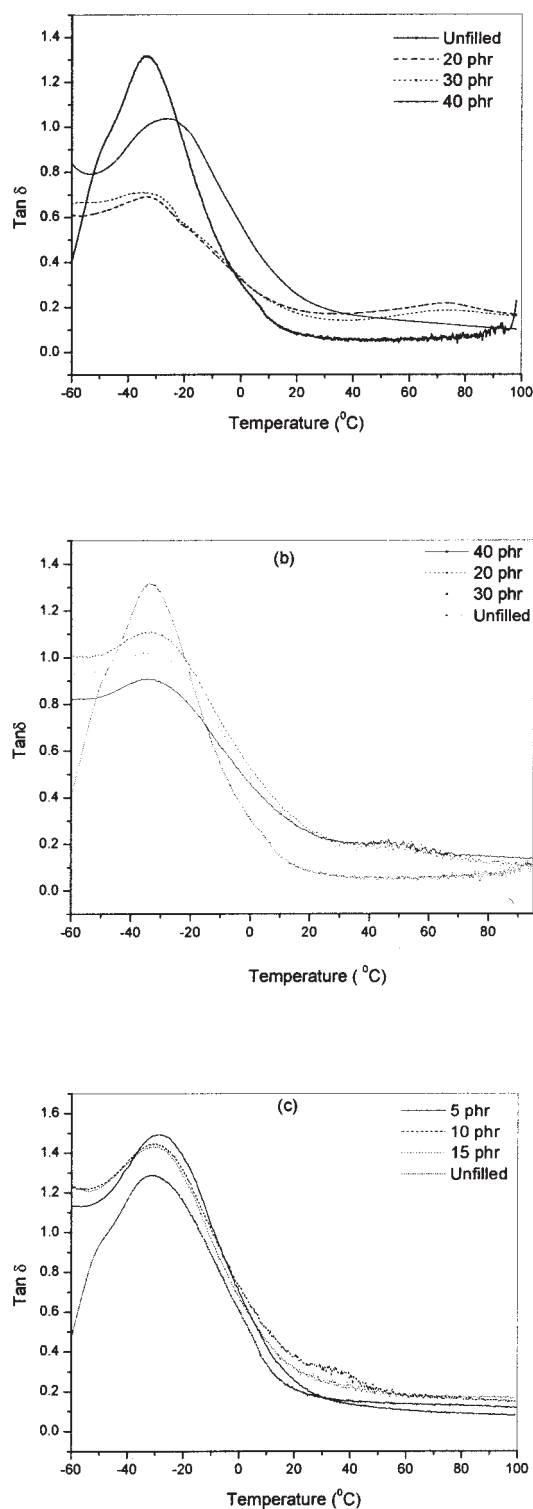 Unfilled
20 phr
30 phr
40 phr
1.4
1.2
1.0
0.8
0.6
0.4
0.2
0.0
Tan δ
-60 -40 -20 0 20 40 60 80 100
Temperature (⁰C)
(b)
40 phr
20 phr
30 phr
Unfilled
1.4
1.2
1.0
0.8
0.6
0.4
0.2
0.0
Tanδ
-60 -40 -20 0 20 40 60 80
Temperature ( ⁰C)
(c)
5 phr
10 phr
15 phr
Unfilled
1.6
1.4
1.2
1.0
0.8
0.6
0.4
0.2
0.0
Tan δ
-60 -40 -20 0 20 40 60 80 100
Temperature (⁰C)